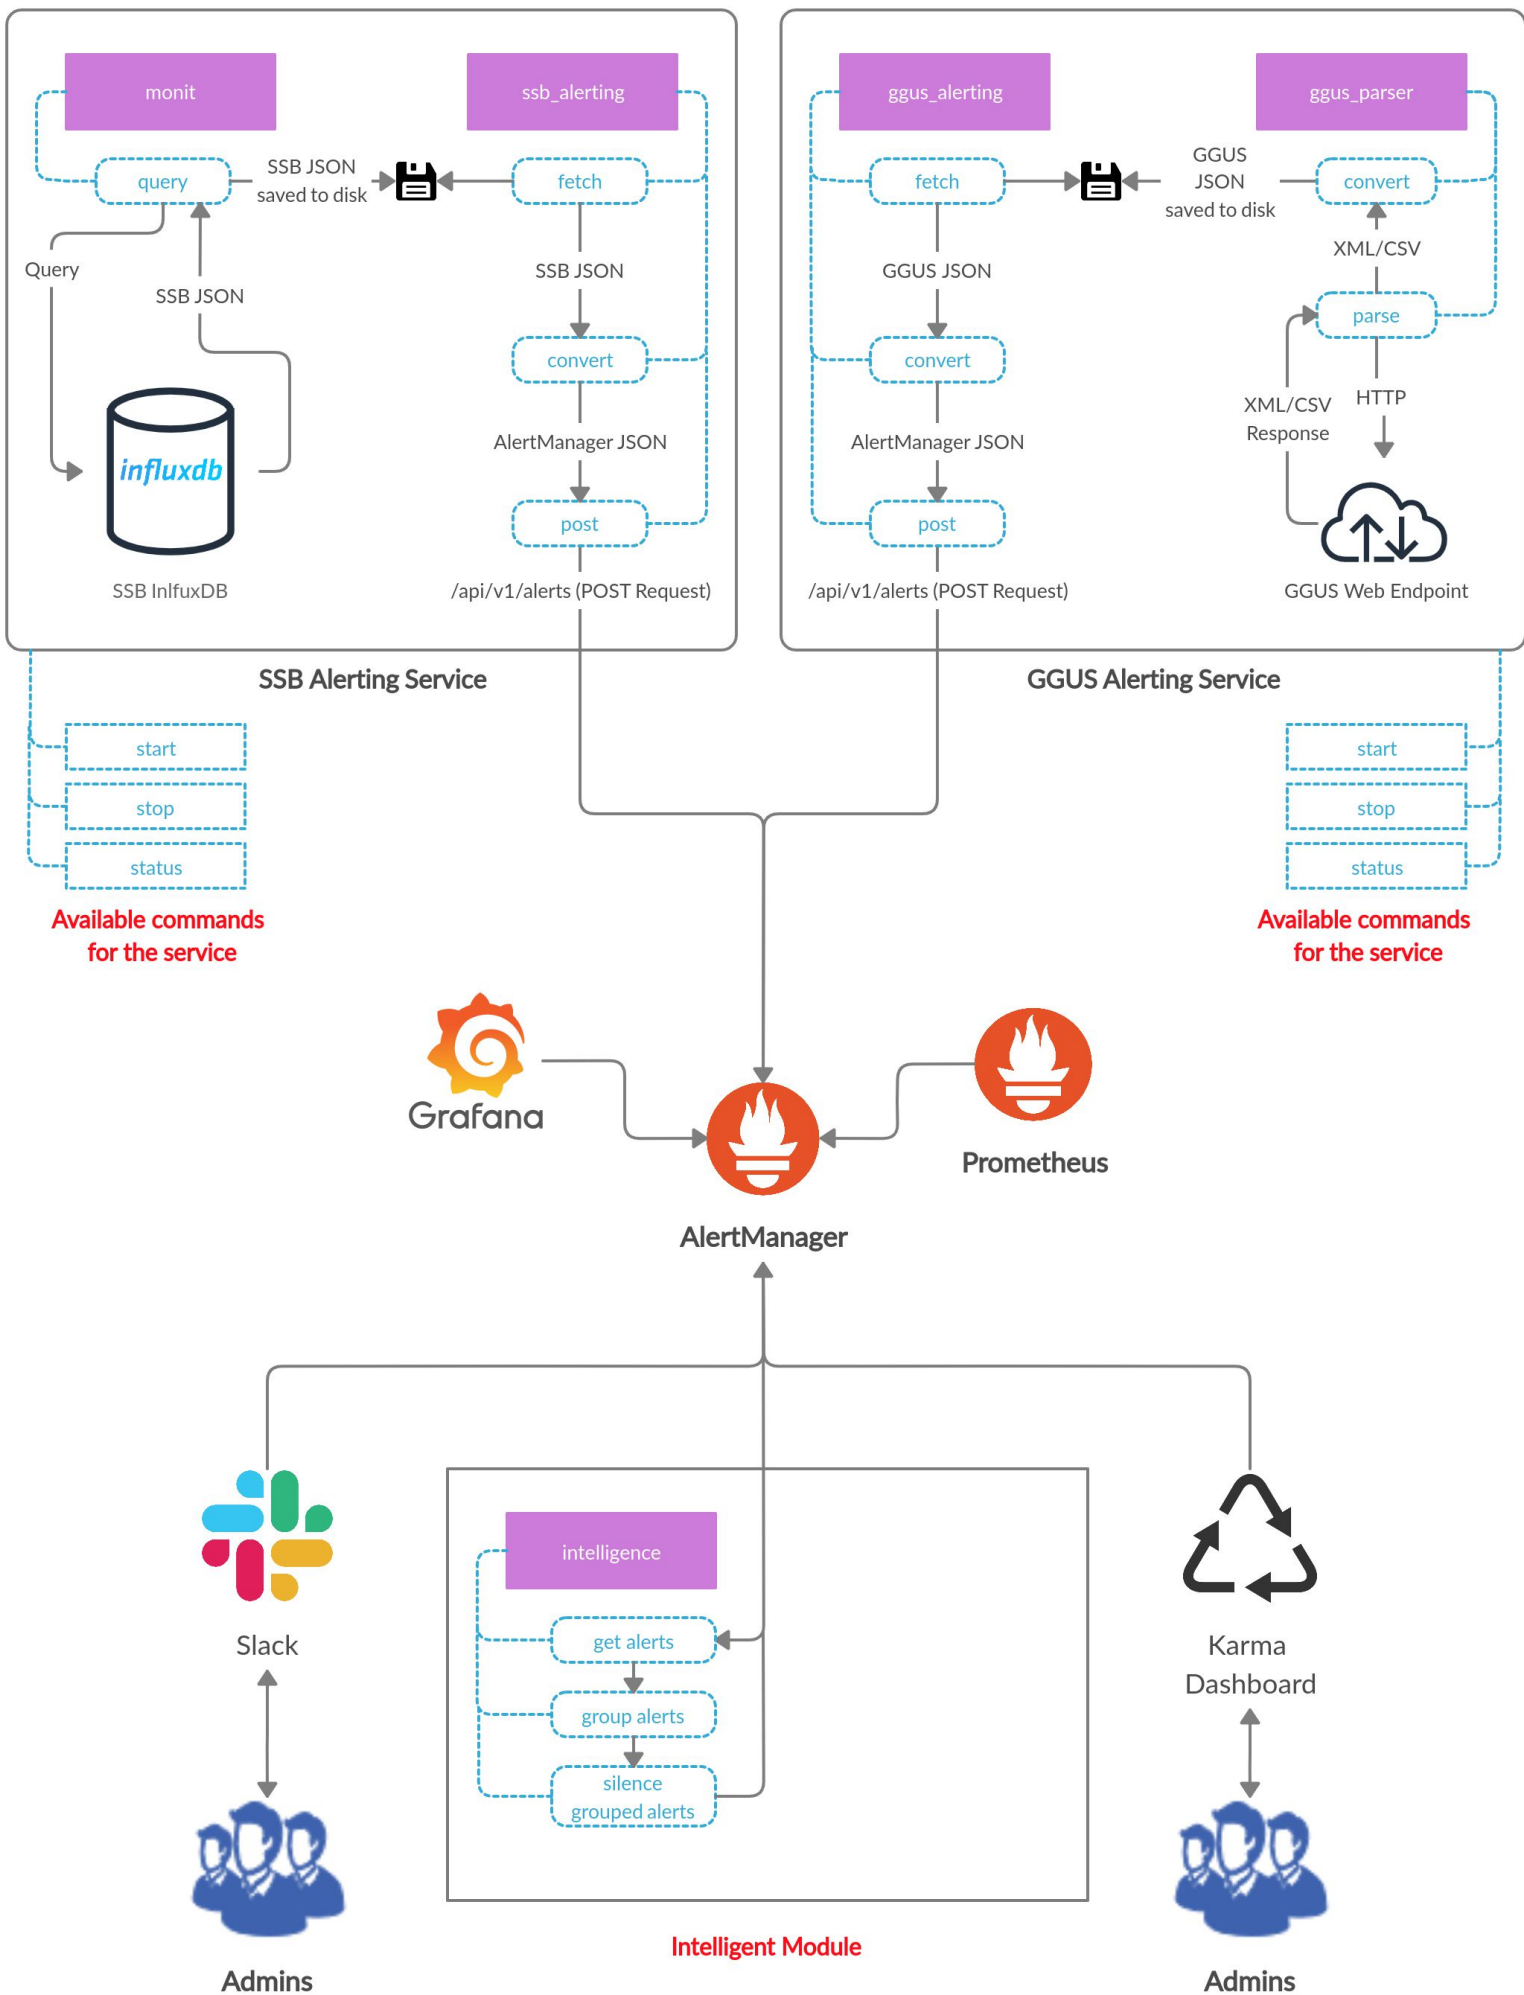 monit
ssb_alerting
ggus_alerting
ggus_parser
query
SSB JSON
saved to disk
fetch
fetch
GGUS
JSON
saved to disk
convert
Query
SSB JSON
SSB JSON
GGUS JSON
XML/CSV
parse
convert
convert
XML/CSV
Response
HTTP
AlertManager JSON
AlertManager JSON
influxdb
post
post
SSB InlfuxDB
/api/v1/alerts (POST Request)
/api/v1/alerts (POST Request)
GGUS Web Endpoint
SSB Alerting Service
GGUS Alerting Service
start
stop
status
Available commands
for the service
start
stop
status
Available commands
for the service
Grafana
Prometheus
AlertManager
intelligence
get alerts
group alerts
silence
grouped alerts
Slack
Karma
Dashboard
Intelligent Module
Admins
Admins